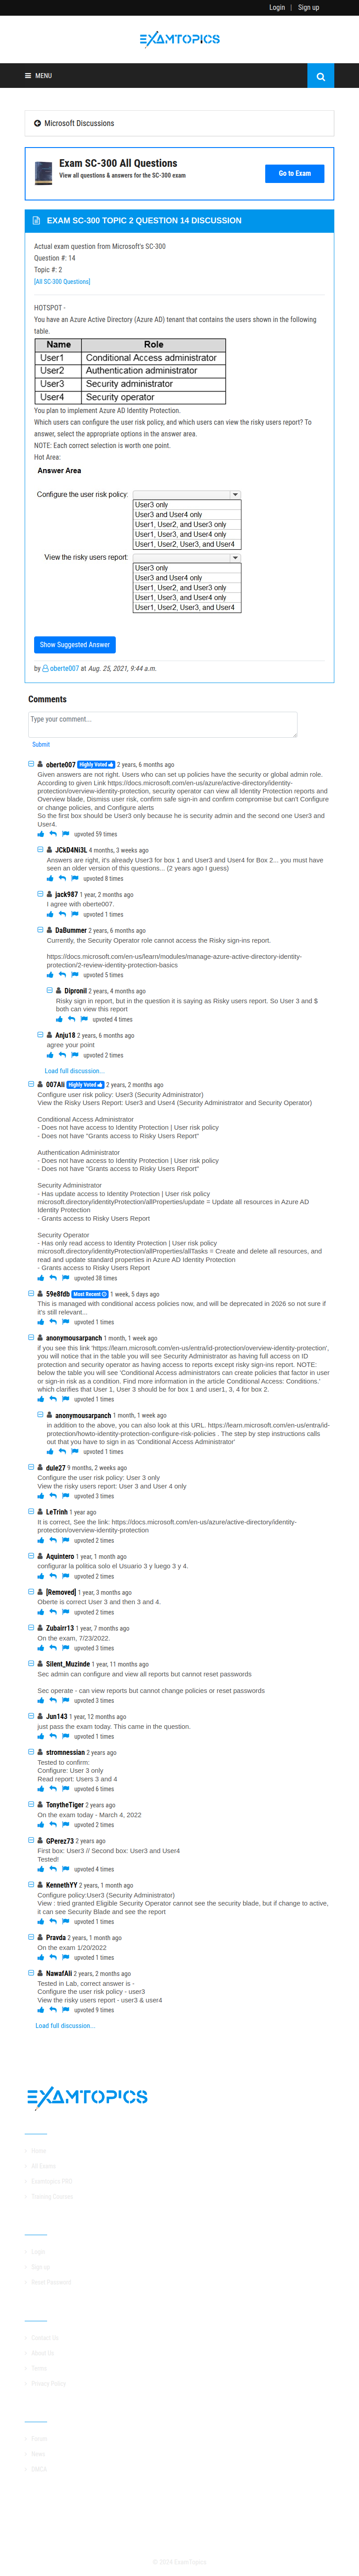 Login | Sign up
EXAMTOPICS
MENU
Microsoft Discussions
Exam SC-300 All Questions
View all questions & answers for the SC-300 exam
Go to Exam
EXAM SC-300 TOPIC 2 QUESTION 14 DISCUSSION
Actual exam question from Microsoft's SC-300
Question #: 14
Topic #: 2
[All SC-300 Questions]
HOTSPOT -
You have an Azure Active Directory (Azure AD) tenant that contains the users shown in the following
table.
Name Role
User1 Conditional Access administrator
User2 Authentication administrator
User3 Security administrator
User4 Security operator
You plan to implement Azure AD Identity Protection.
Which users can configure the user risk policy, and which users can view the risky users report? To
answer, select the appropriate options in the answer area.
NOTE: Each correct selection is worth one point.
Hot Area:
Answer Area
Configure the user risk policy:
User3 only
User3 and User4 only
User1, User2, and User3 only
User1, User3, and User4 only
User1, User2, User3, and User4
View the risky users report:
User3 only
User3 and User4 only
User1, User2, and User3 only
User1, User3, and User4 only
User1, User2, User3, and User4
Show Suggested Answer
by oberte007 at Aug. 25, 2021, 9:44 a.m.
Comments
Type your comment...
Submit
oberte007 Highly Voted 2 years, 6 months ago
Given answers are not right. Users who can set up policies have the security or global admin role.
According to given Link https://docs.microsoft.com/en-us/azure/active-directory/identity-
protection/overview-identity-protection, security operator can view all Identity Protection reports and
Overview blade, Dismiss user risk, confirm safe sign-in and confirm compromise but can't Configure
or change policies, and Configure alerts
So the first box should be User3 only because he is security admin and the second one User3 and
User4.
upvoted 59 times
JCkD4Ni3L 4 months, 3 weeks ago
Answers are right, it's already User3 for box 1 and User3 and User4 for Box 2... you must have
seen an older version of this questions... (2 years ago I guess)
upvoted 8 times
jack987 1 year, 2 months ago
I agree with oberte007.
upvoted 1 times
DaBummer 2 years, 6 months ago
Currently, the Security Operator role cannot access the Risky sign-ins report.
https://docs.microsoft.com/en-us/learn/modules/manage-azure-active-directory-identity-
protection/2-review-identity-protection-basics
upvoted 5 times
Dipronil 2 years, 4 months ago
Risky sign in report, but in the question it is saying as Risky users report. So User 3 and $
both can view this report
upvoted 4 times
Anju18 2 years, 6 months ago
agree your point
upvoted 2 times
Load full discussion...
007Ali Highly Voted 2 years, 2 months ago
Configure user risk policy: User3 (Security Administrator)
View the Risky Users Report: User3 and User4 (Security Administrator and Security Operator)
Conditional Access Administrator
- Does not have access to Identity Protection | User risk policy
- Does not have "Grants access to Risky Users Report"
Authentication Administrator
- Does not have access to Identity Protection | User risk policy
- Does not have "Grants access to Risky Users Report"
Security Administrator
- Has update access to Identity Protection | User risk policy
microsoft.directory/identityProtection/allProperties/update = Update all resources in Azure AD
Identity Protection
- Grants access to Risky Users Report
Security Operator
- Has only read access to Identity Protection | User risk policy
microsoft.directory/identityProtection/allProperties/allTasks = Create and delete all resources, and
read and update standard properties in Azure AD Identity Protection
- Grants access to Risky Users Report
upvoted 38 times
59e8fdb Most Recent 1 week, 5 days ago
This is managed with conditional access policies now, and will be deprecated in 2026 so not sure if
it's still relevant...
upvoted 1 times
anonymousarpanch 1 month, 1 week ago
if you see this link 'https://learn.microsoft.com/en-us/entra/id-protection/overview-identity-protection',
you will notice that in the table we will see Security administrator as having full access on ID
protection and security operator as having access to reports except risky sign-ins report. NOTE:
below the table you will see 'Conditional Access administrators can create policies that factor in user
or sign-in risk as a condition. Find more information in the article Conditional Access: Conditions.'
which clarifies that User 1, User 3 should be for box 1 and user1, 3, 4 for box 2.
upvoted 1 times
anonymousarpanch 1 month, 1 week ago
in addition to the above, you can also look at this URL. https://learn.microsoft.com/en-us/entra/id-
protection/howto-identity-protection-configure-risk-policies . The step by step instructions calls
out that you have to sign in as 'Conditional Access Administrator'
upvoted 1 times
dule27 9 months, 2 weeks ago
Configure the user risk policy: User 3 only
View the risky users report: User 3 and User 4 only
upvoted 3 times
LeTrinh 1 year ago
It is correct, See the link: https://docs.microsoft.com/en-us/azure/active-directory/identity-
protection/overview-identity-protection
upvoted 2 times
Aquintero 1 year, 1 month ago
configurar la politica solo el Usuario 3 y luego 3 y 4.
upvoted 2 times
[Removed] 1 year, 3 months ago
Oberte is correct User 3 and then 3 and 4.
upvoted 2 times
Zubairr13 1 year, 7 months ago
On the exam, 7/23/2022.
upvoted 3 times
Silent_Muzinde 1 year, 11 months ago
Sec admin can configure and view all reports but cannot reset passwords
Sec operate - can view reports but cannot change policies or reset passwords
upvoted 3 times
Jun143 1 year, 12 months ago
just pass the exam today. This came in the question.
upvoted 1 times
stromnessian 2 years ago
Tested to confirm:
Configure: User 3 only
Read report: Users 3 and 4
upvoted 6 times
TonytheTiger 2 years ago
On the exam today - March 4, 2022
upvoted 2 times
GPerez73 2 years ago
First box: User3 // Second box: User3 and User4
Tested!
upvoted 4 times
KennethYY 2 years, 1 month ago
Configure policy:User3 (Security Administrator)
View : tried granted Eligible Security Operator cannot see the security blade, but if change to active,
it can see Security Blade and see the report
upvoted 1 times
Pravda 2 years, 1 month ago
On the exam 1/20/2022
upvoted 1 times
NawafAli 2 years, 2 months ago
Tested in Lab, correct answer is -
Configure the user risk policy - user3
View the risky users report - user3 & user4
upvoted 9 times
Load full discussion...
EXAMTOPICS
Home
All Exams
Examtopics PRO
Training Courses
Login
Sign up
Reset Password
Contact Us
About Us
Terms
Privacy Policy
Forum
News
DMCA
© 2024 ExamTopics